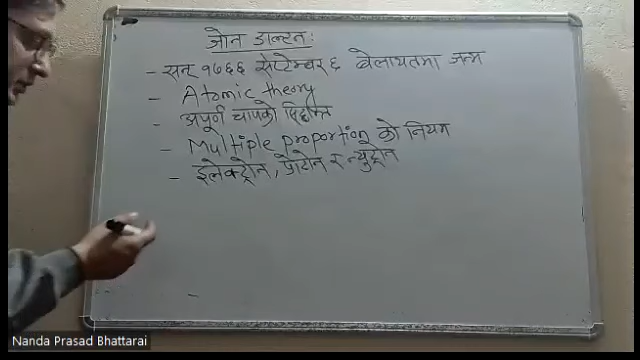 जोन डाल्टन:
- सन् १७६६ सेप्टेम्बर ६ बेलायतमा जन्म
- Atomic theory
- अपूर्ण चापको सिद्धान्त
- Multiple proportion को नियम
- इलेक्ट्रोन, प्रोटोन र न्युट्रोन
Nanda Prasad Bhattarai